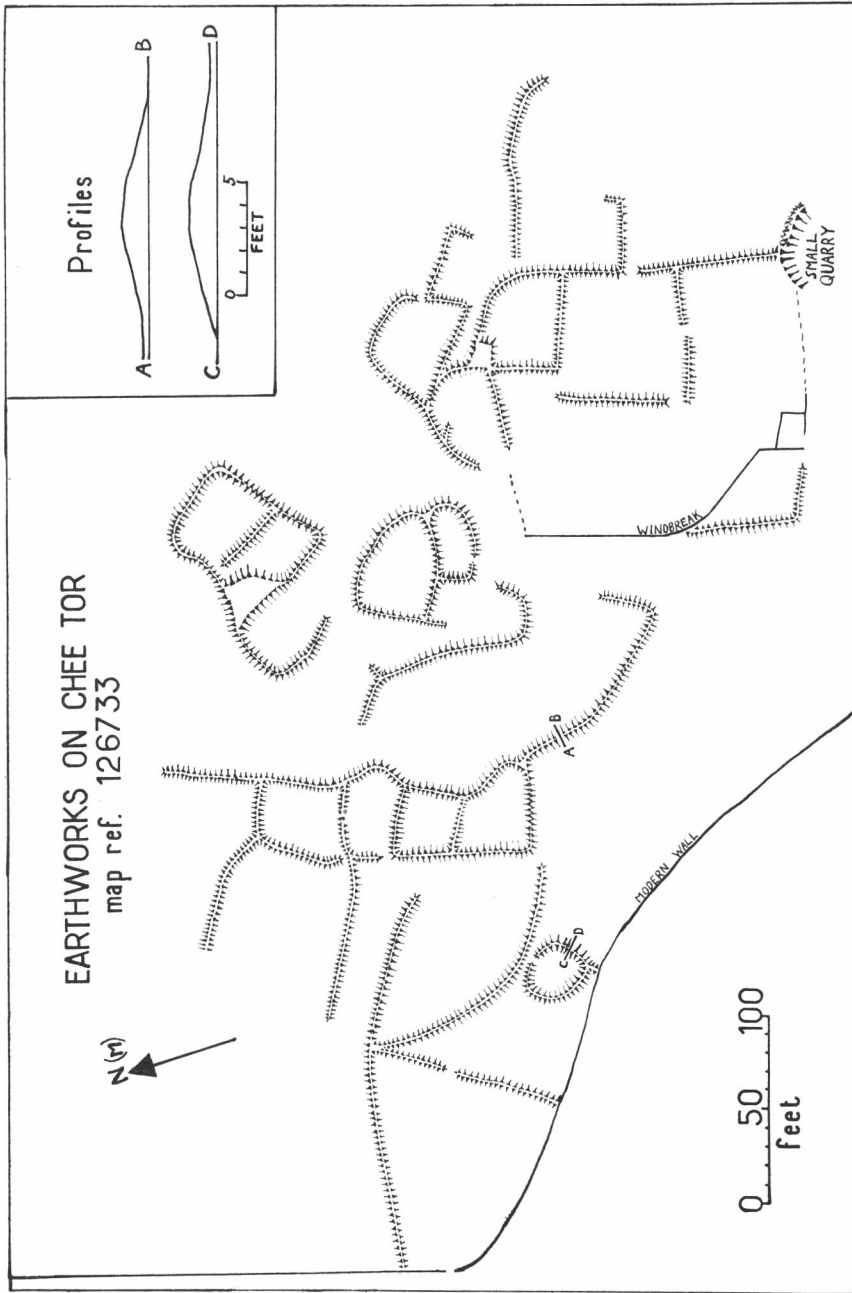 EARTHWORKS ON CHEE TOR
map ref. 126733
N (m)
Profiles
A B
C D
0 5
FEET
WINDBREAK
SMALL
QUARRY
A B
C D
MODERN WALL
0 50 100
feet